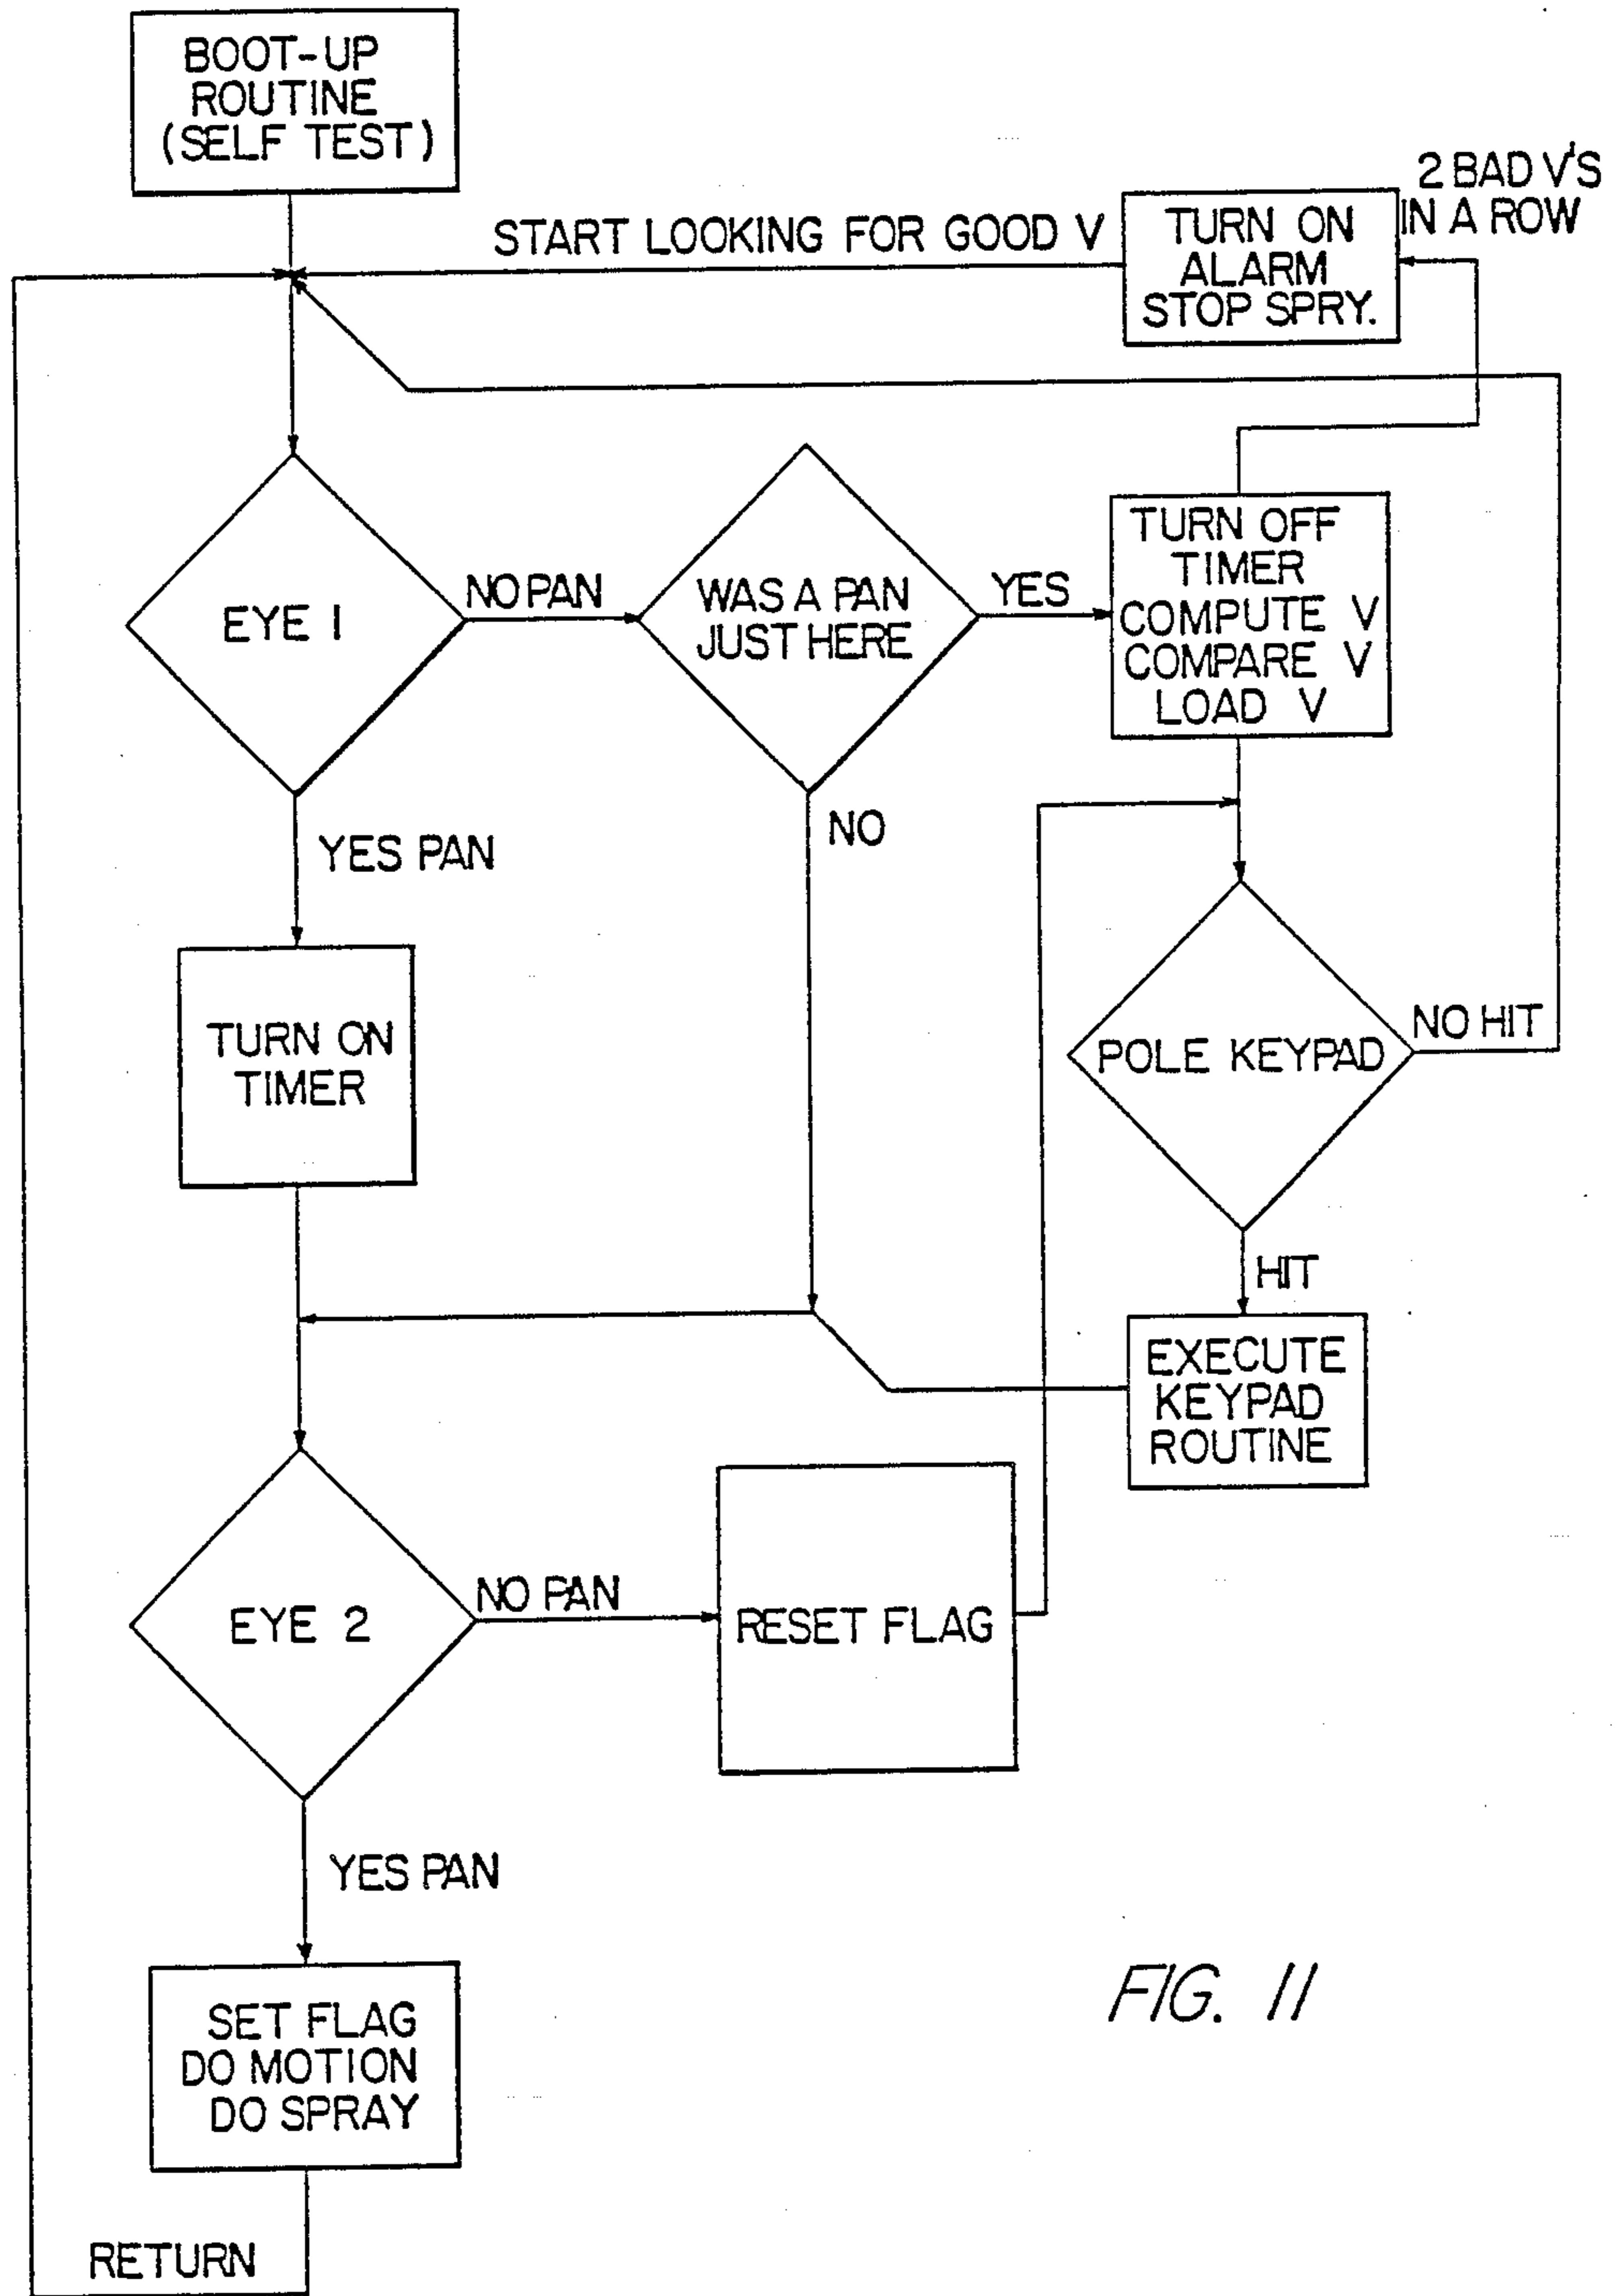 BOOT-UP
ROUTINE
(SELF TEST)
2 BAD V'S
IN A ROW
START LOOKING FOR GOOD V
TURN ON
ALARM
STOP SPRY.
EYE 1
NO PAN
WAS A PAN
JUST HERE
YES
TURN OFF
TIMER
COMPUTE V
COMPARE V
LOAD V
YES PAN
NO
TURN ON
TIMER
POLE KEYPAD
NO HIT
HIT
EXECUTE
KEYPAD
ROUTINE
EYE 2
NO PAN
RESET FLAG
YES PAN
SET FLAG
DO MOTION
DO SPRAY
RETURN
FIG. 11